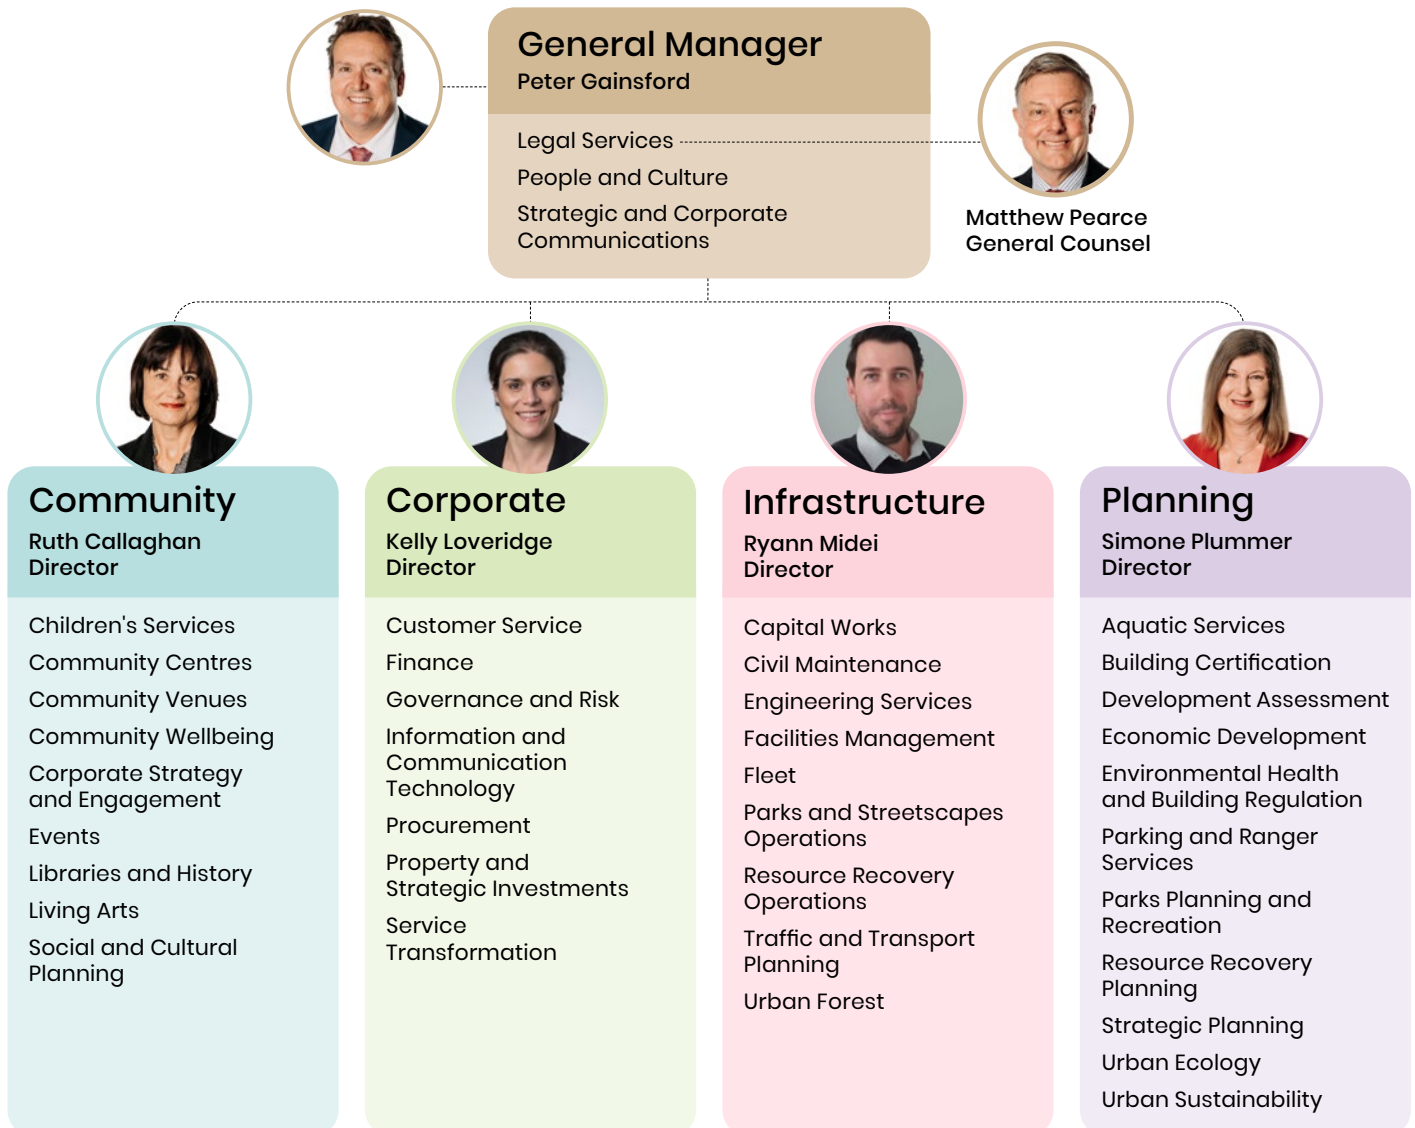 General Manager
Peter Gainsford
Legal Services
People and Culture
Strategic and Corporate
Communications
Matthew Pearce
General Counsel
Community
Ruth Callaghan
Director
Children's Services
Community Centres
Community Venues
Community Wellbeing
Corporate Strategy
and Engagement
Events
Libraries and History
Living Arts
Social and Cultural
Planning
Corporate
Kelly Loveridge
Director
Customer Service
Finance
Governance and Risk
Information and
Communication
Technology
Procurement
Property and
Strategic Investments
Service
Transformation
Infrastructure
Ryann Midei
Director
Capital Works
Civil Maintenance
Engineering Services
Facilities Management
Fleet
Parks and Streetscapes
Operations
Resource Recovery
Operations
Traffic and Transport
Planning
Urban Forest
Planning
Simone Plummer
Director
Aquatic Services
Building Certification
Development Assessment
Economic Development
Environmental Health
and Building Regulation
Parking and Ranger
Services
Parks Planning and
Recreation
Resource Recovery
Planning
Strategic Planning
Urban Ecology
Urban Sustainability